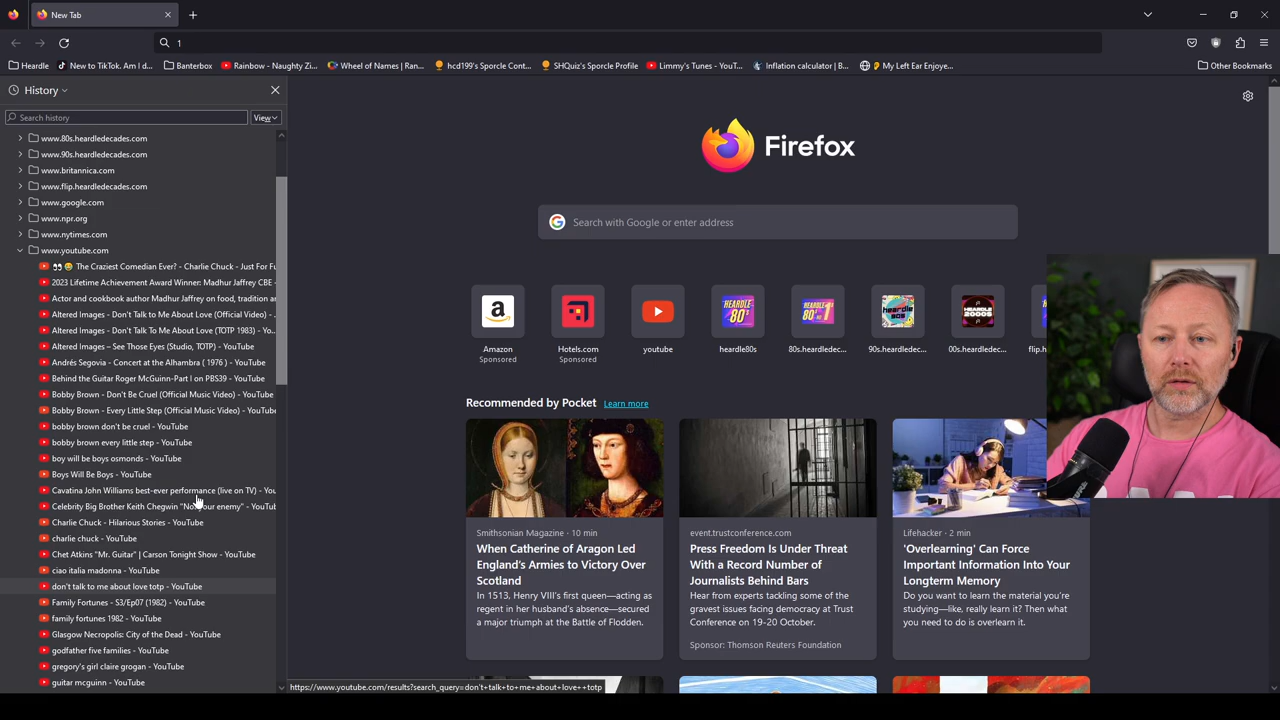 New Tab
1
Heardle
New to TikTok. Am I d...
Banterbox
Rainbow - Naughty Zi...
Wheel of Names | Ran...
hcd199's Sporcle Cont...
SHQuiz's Sporcle Profile
Limmy's Tunes - YouT...
Inflation calculator | B...
My Left Ear Enjoye...
Other Bookmarks
History
Search history
View
www.80s.heardledecades.com
www.90s.heardledecades.com
www.britannica.com
www.flip.heardledecades.com
www.google.com
www.npr.org
www.nytimes.com
www.youtube.com
👀 😂 The Craziest Comedian Ever? - Charlie Chuck - Just For Fu
2023 Lifetime Achievement Award Winner: Madhur Jaffrey CBE -
Actor and cookbook author Madhur Jaffrey on food, tradition an
Altered Images - Don't Talk to Me About Love (Official Video) - .
Altered Images - Don't Talk To Me About Love (TOTP 1983) - Yo...
Altered Images – See Those Eyes (Studio, TOTP) - YouTube
Andrés Segovia - Concert at the Alhambra ( 1976 ) - YouTube
Behind the Guitar Roger McGuinn-Part I on PBS39 - YouTube
Bobby Brown - Don't Be Cruel (Official Music Video) - YouTube
Bobby Brown - Every Little Step (Official Music Video) - YouTube
bobby brown don't be cruel - YouTube
bobby brown every little step - YouTube
boy will be boys osmonds - YouTube
Boys Will Be Boys - YouTube
Cavatina John Williams best-ever performance (live on TV) - You
Celebrity Big Brother Keith Chegwin "Not your enemy" - YouTub
Charlie Chuck - Hilarious Stories - YouTube
charlie chuck - YouTube
Chet Atkins "Mr. Guitar" | Carson Tonight Show - YouTube
ciao italia madonna - YouTube
don't talk to me about love totp - YouTube
Family Fortunes - S3/Ep07 (1982) - YouTube
family fortunes 1982 - YouTube
Glasgow Necropolis: City of the Dead - YouTube
godfather five families - YouTube
gregory's girl claire grogan - YouTube
guitar mcguinn - YouTube
Firefox
Search with Google or enter address
Amazon
Sponsored
Hotels.com
Sponsored
youtube
HEARDLE 80's
heardle80s
HEARDLE 80's
80s.heardledec...
heardle 90s
90s.heardledec...
HEARDLE 2000s
00s.heardledec...
flip.h
Recommended by Pocket
Learn more
Smithsonian Magazine · 10 min
When Catherine of Aragon Led
England's Armies to Victory Over
Scotland
In 1513, Henry VIII's first queen—acting as
regent in her husband's absence—secured
a major triumph at the Battle of Flodden.
event.trustconference.com
Press Freedom Is Under Threat
With a Record Number of
Journalists Behind Bars
Hear from experts tackling some of the
gravest issues facing democracy at Trust
Conference on 19-20 October.
Sponsor: Thomson Reuters Foundation
Lifehacker · 2 min
'Overlearning' Can Force
Important Information Into Your
Longterm Memory
Do you want to learn the material you're
studying—like, really learn it? Then what
you need to do is overlearn it.
https://www.youtube.com/results?search_query=don't+talk+to+me+about+love++totp